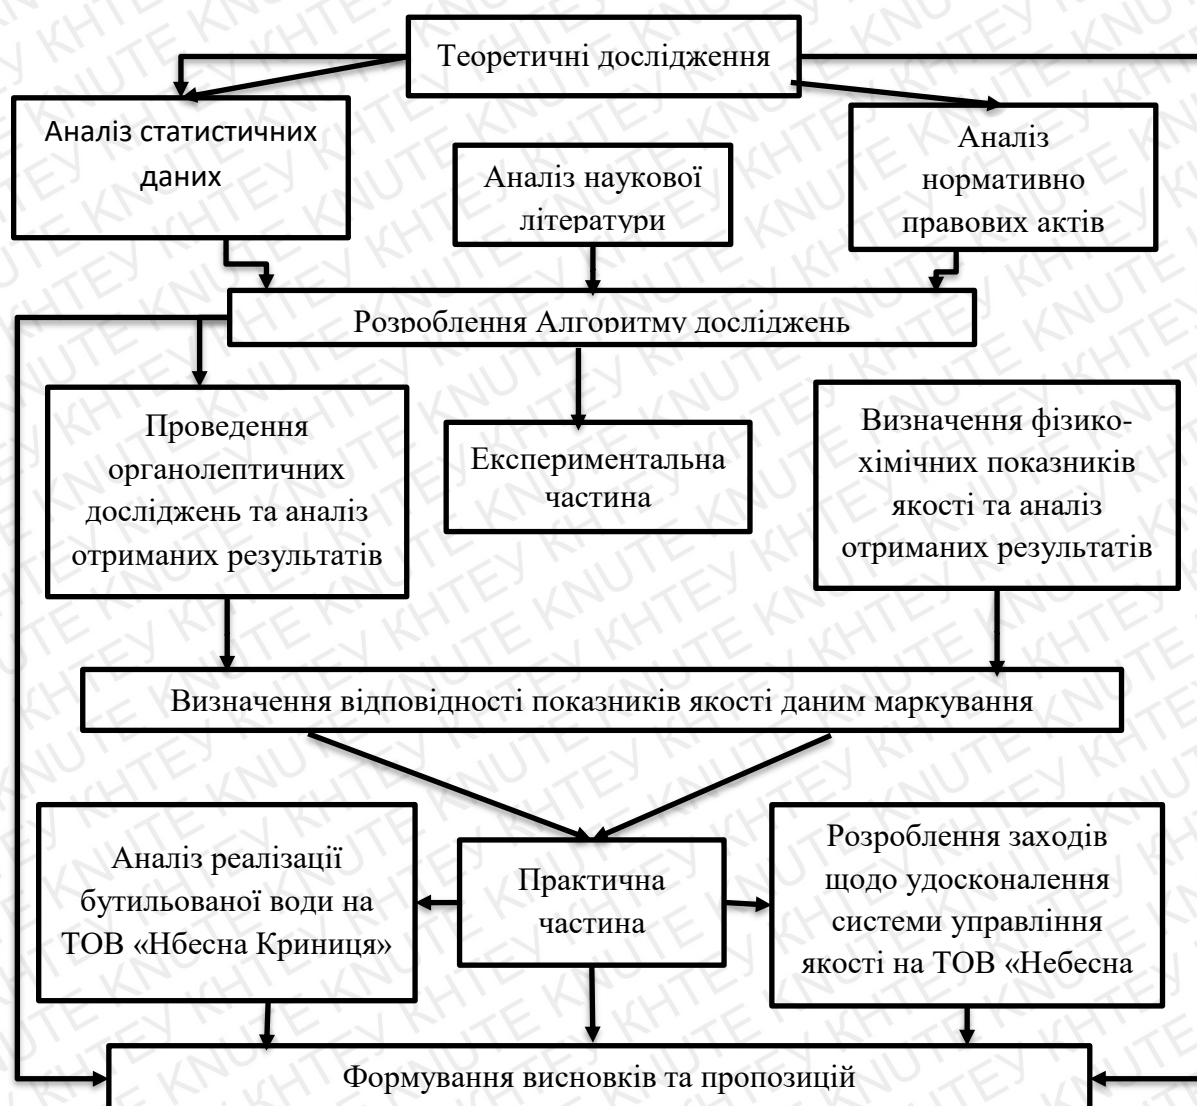 Теоретичні дослідження
Аналіз статистичних
даних
Аналіз наукової
літератури
Аналіз
нормативно
правових актів
Розроблення Алгоритму досліджень
Проведення
органолептичних
досліджень та аналіз
отриманих результатів
Експериментальна
частина
Визначення фізико-
хімічних показників
якості та аналіз
отриманих результатів
Визначення відповідності показників якості даним маркування
Аналіз реалізації
бутильованої води на
ТОВ «Нбесна Криниця»
Практична
частина
Розроблення заходів
щодо удосконалення
системи управління
якості на ТОВ «Небесна
Формування висновків та пропозицій